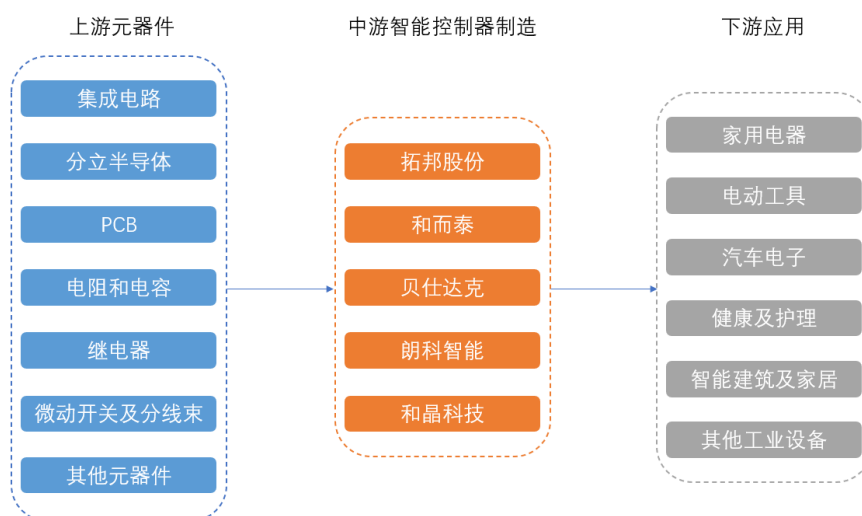 上游元器件
集成电路
分立半导体
PCB
电阻和电容
继电器
微动开关及分线束
其他元器件
中游智能控制器制造
拓邦股份
和而泰
贝仕达克
朗科智能
和晶科技
下游应用
家用电器
电动工具
汽车电子
健康及护理
智能建筑及家居
其他工业设备